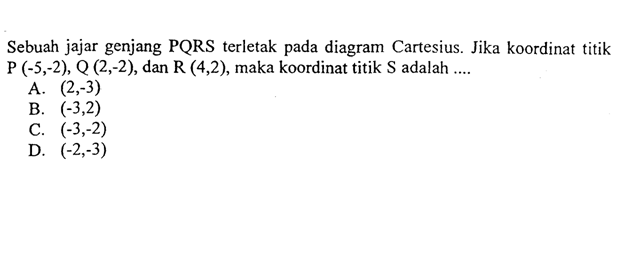 Sebuah jajar genjang PQRS terletak pada diagram Cartesius. Jika koordinat titik
P (-5,-2), Q (2,-2), dan R (4,2), maka koordinat titik S adalah ....
A. (2,-3)
B. (-3,2)
C. (-3,-2)
D. (-2,-3)